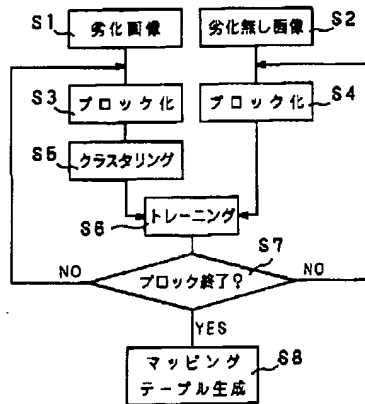 S1
劣化画像
劣化無し画像
S2
S3
ブロック化
ブロック化
S4
S5
クラスタリング
トレーニング
S6
S7
NO
ブロック終了?
NO
YES
マッピング
テーブル生成
S8